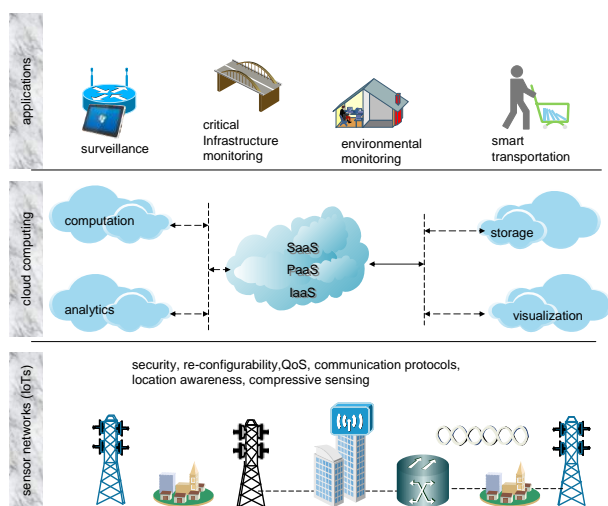 applications
surveillance
critical
Infrastructure
monitoring
environmental
monitoring
smart
transportation
cloud computing
computation
analytics
SaaS
PaaS
IaaS
storage
visualization
sensor networks (IoTs)
security, re-configurability,QoS, communication protocols,
location awareness, compressive sensing